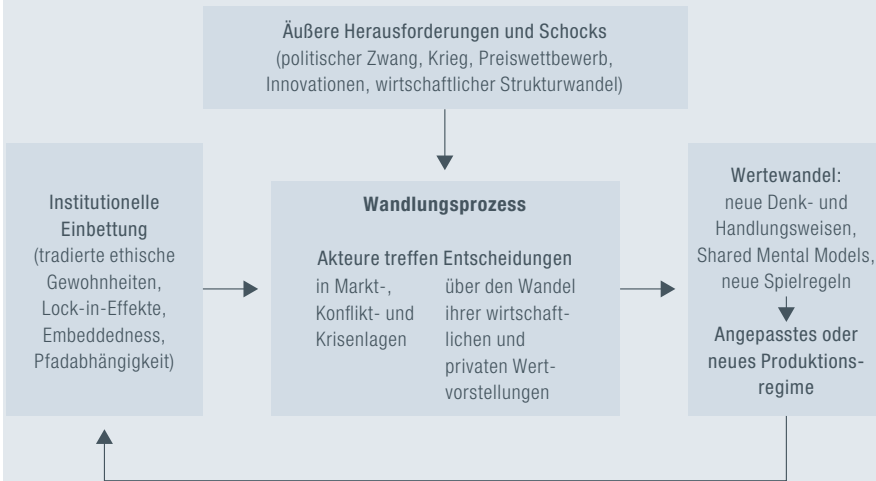 Äußere Herausforderungen und Schocks
(politischer Zwang, Krieg, Preiswettbewerb,
Innovationen, wirtschaftlicher Strukturwandel)
Institutionelle
Einbettung
(tradierte ethische
Gewohnheiten,
Lock-in-Effekte,
Embeddedness,
Pfadabhängigkeit)
Wandlungsprozess
Akteure treffen Entscheidungen
in Markt-,
Konflikt- und
Krisenlagen
über den Wandel
ihrer wirtschaft-
lichen und
privaten Wert-
vorstellungen
Wertewandel:
neue Denk- und
Handlungsweisen,
Shared Mental Models,
neue Spielregeln
Angepasstes oder
neues Produktions-
regime